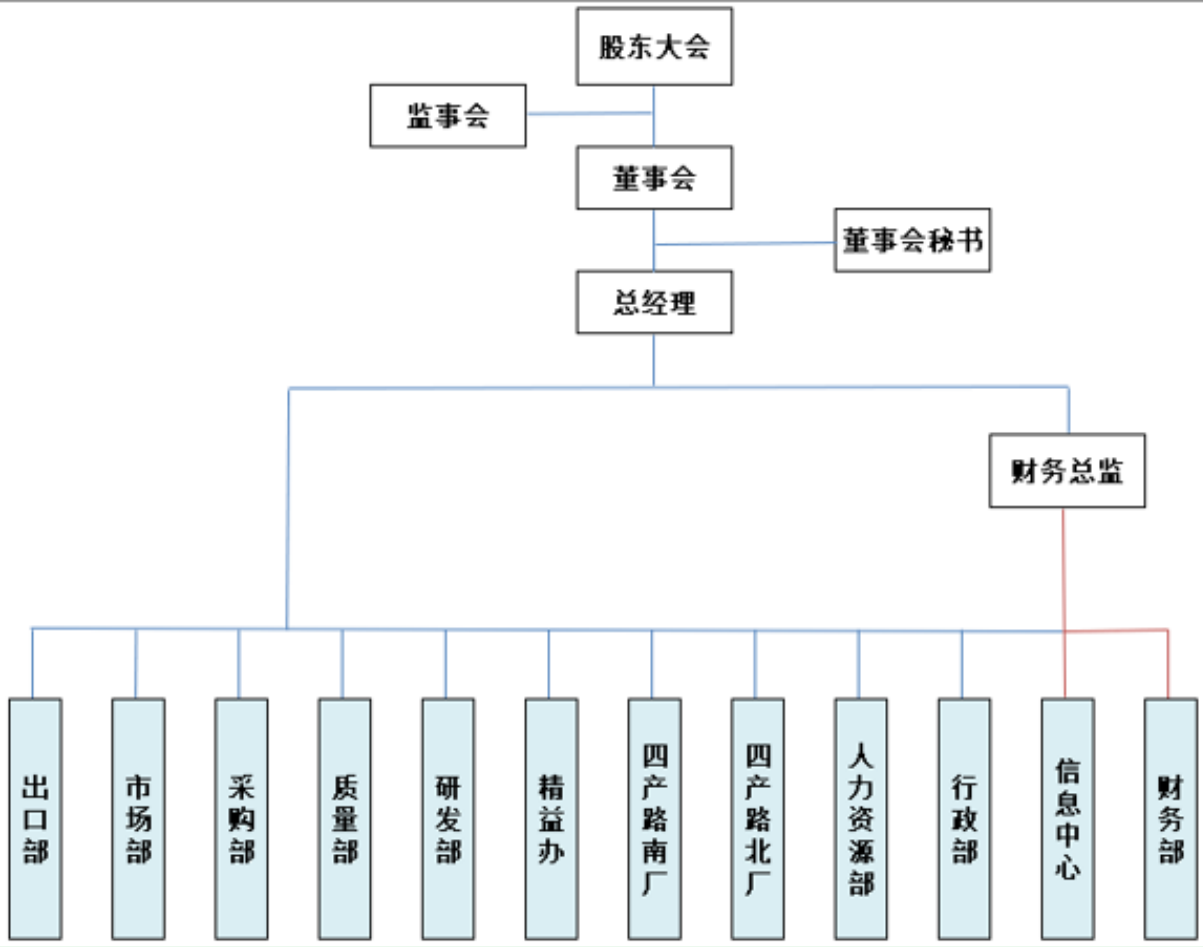 股东大会
监事会
董事会
董事会秘书
总经理
财务总监
出口部
市场部
采购部
质量部
研发部
精益办
四产路南厂
四产路北厂
人力资源部
行政部
信息中心
财务部